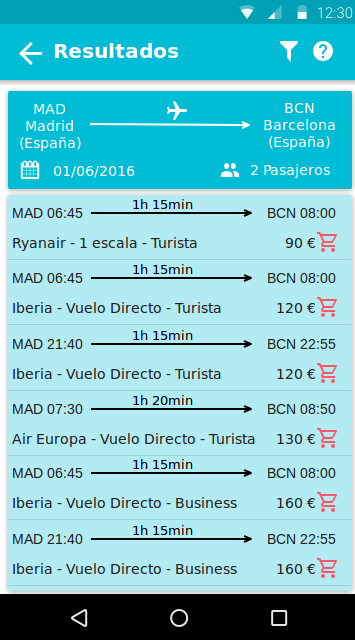 12:30
Resultados
MAD
Madrid
(España)
BCN
Barcelona
(España)
01/06/2016
2 Pasajeros
MAD 06:45 1h 15min BCN 08:00
Ryanair - 1 escala - Turista 90 €
MAD 06:45 1h 15min BCN 08:00
Iberia - Vuelo Directo - Turista 120 €
MAD 21:40 1h 15min BCN 22:55
Iberia - Vuelo Directo - Turista 120 €
MAD 07:30 1h 20min BCN 08:50
Air Europa - Vuelo Directo - Turista 130 €
MAD 06:45 1h 15min BCN 08:00
Iberia - Vuelo Directo - Business 160 €
MAD 21:40 1h 15min BCN 22:55
Iberia - Vuelo Directo - Business 160 €